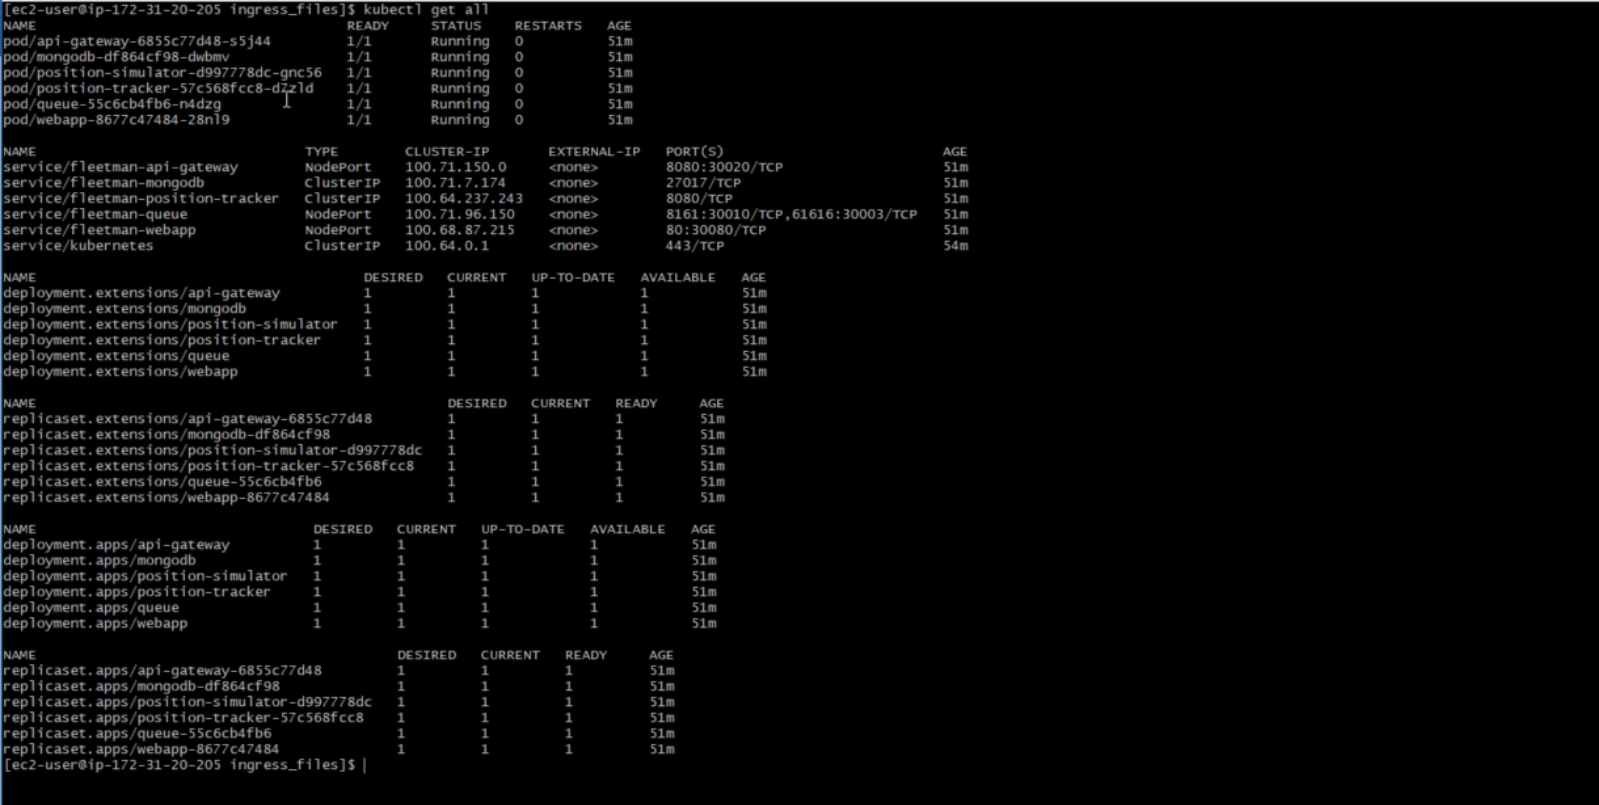 [ec2-user@ip-172-31-20-205 ingress_files]$ kubectl get all
NAME READY STATUS RESTARTS AGE
pod/api-gateway-6855c77d48-s5j44 1/1 Running 0 51m
pod/mongodb-df864cf98-dwbmv 1/1 Running 0 51m
pod/position-simulator-d997778dc-gnc56 1/1 Running 0 51m
pod/position-tracker-57c568fcc8-d7zld 1/1 Running 0 51m
pod/queue-55c6cb4fb6-n4dzg 1/1 Running 0 51m
pod/webapp-8677c47484-28nl9 1/1 Running 0 51m
NAME TYPE CLUSTER-IP EXTERNAL-IP PORT(S) AGE
service/fleetman-api-gateway NodePort 100.71.150.0 <none> 8080:30020/TCP 51m
service/fleetman-mongodb ClusterIP 100.71.7.174 <none> 27017/TCP 51m
service/fleetman-position-tracker ClusterIP 100.64.237.243 <none> 8080/TCP 51m
service/fleetman-queue NodePort 100.71.96.150 <none> 8161:30010/TCP,61616:30003/TCP 51m
service/fleetman-webapp NodePort 100.68.87.215 <none> 80:30080/TCP 51m
service/kubernetes ClusterIP 100.64.0.1 <none> 443/TCP 54m
NAME DESIRED CURRENT UP-TO-DATE AVAILABLE AGE
deployment.extensions/api-gateway 1 1 1 1 51m
deployment.extensions/mongodb 1 1 1 1 51m
deployment.extensions/position-simulator 1 1 1 1 51m
deployment.extensions/position-tracker 1 1 1 1 51m
deployment.extensions/queue 1 1 1 1 51m
deployment.extensions/webapp 1 1 1 1 51m
NAME DESIRED CURRENT READY AGE
replicaset.extensions/api-gateway-6855c77d48 1 1 1 51m
replicaset.extensions/mongodb-df864cf98 1 1 1 51m
replicaset.extensions/position-simulator-d997778dc 1 1 1 51m
replicaset.extensions/position-tracker-57c568fcc8 1 1 1 51m
replicaset.extensions/queue-55c6cb4fb6 1 1 1 51m
replicaset.extensions/webapp-8677c47484 1 1 1 51m
NAME DESIRED CURRENT UP-TO-DATE AVAILABLE AGE
deployment.apps/api-gateway 1 1 1 1 51m
deployment.apps/mongodb 1 1 1 1 51m
deployment.apps/position-simulator 1 1 1 1 51m
deployment.apps/position-tracker 1 1 1 1 51m
deployment.apps/queue 1 1 1 1 51m
deployment.apps/webapp 1 1 1 1 51m
NAME DESIRED CURRENT READY AGE
replicaset.apps/api-gateway-6855c77d48 1 1 1 51m
replicaset.apps/mongodb-df864cf98 1 1 1 51m
replicaset.apps/position-simulator-d997778dc 1 1 1 51m
replicaset.apps/position-tracker-57c568fcc8 1 1 1 51m
replicaset.apps/queue-55c6cb4fb6 1 1 1 51m
replicaset.apps/webapp-8677c47484 1 1 1 51m
[ec2-user@ip-172-31-20-205 ingress_files]$